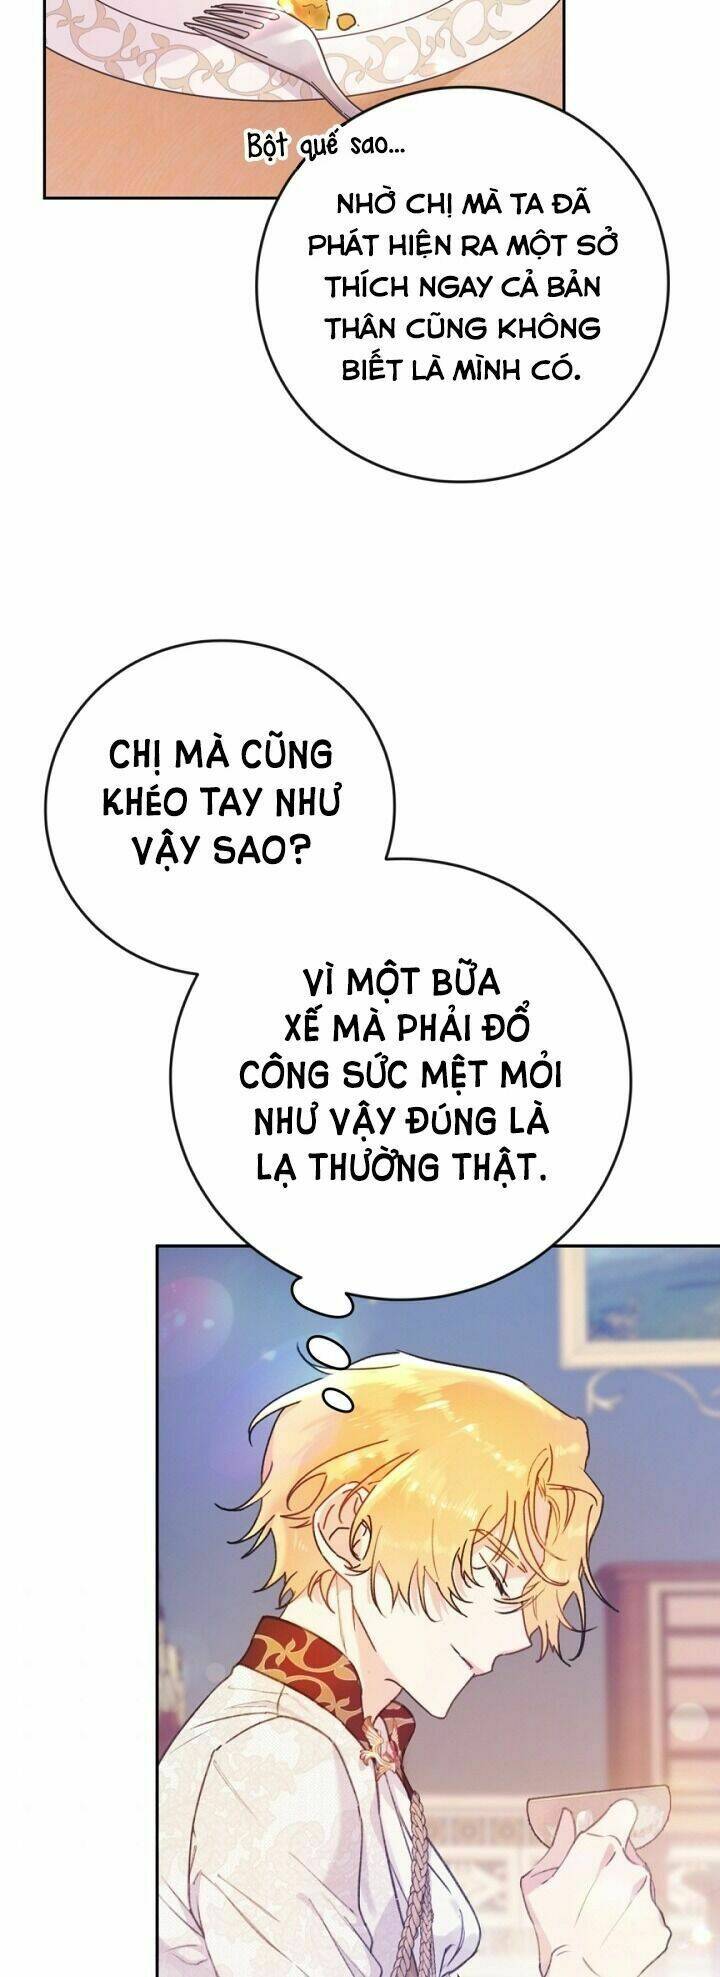 Bột quế sao...
NHỜ CHỊ MÀ TA ĐÃ
PHÁT HIỆN RA MỘT SỞ
THÍCH NGAY CẢ BẢN
THÂN CŨNG KHÔNG
BIẾT LÀ MÌNH CÓ.
CHỊ MÀ CŨNG
KHÉO TAY NHƯ
VẬY SAO?
VÌ MỘT BỮA
XẾ MÀ PHẢI ĐỔ
CÔNG SỨC MỆT MỎI
NHƯ VẬY ĐÚNG LÀ
LẠ THƯỜNG THẬT.